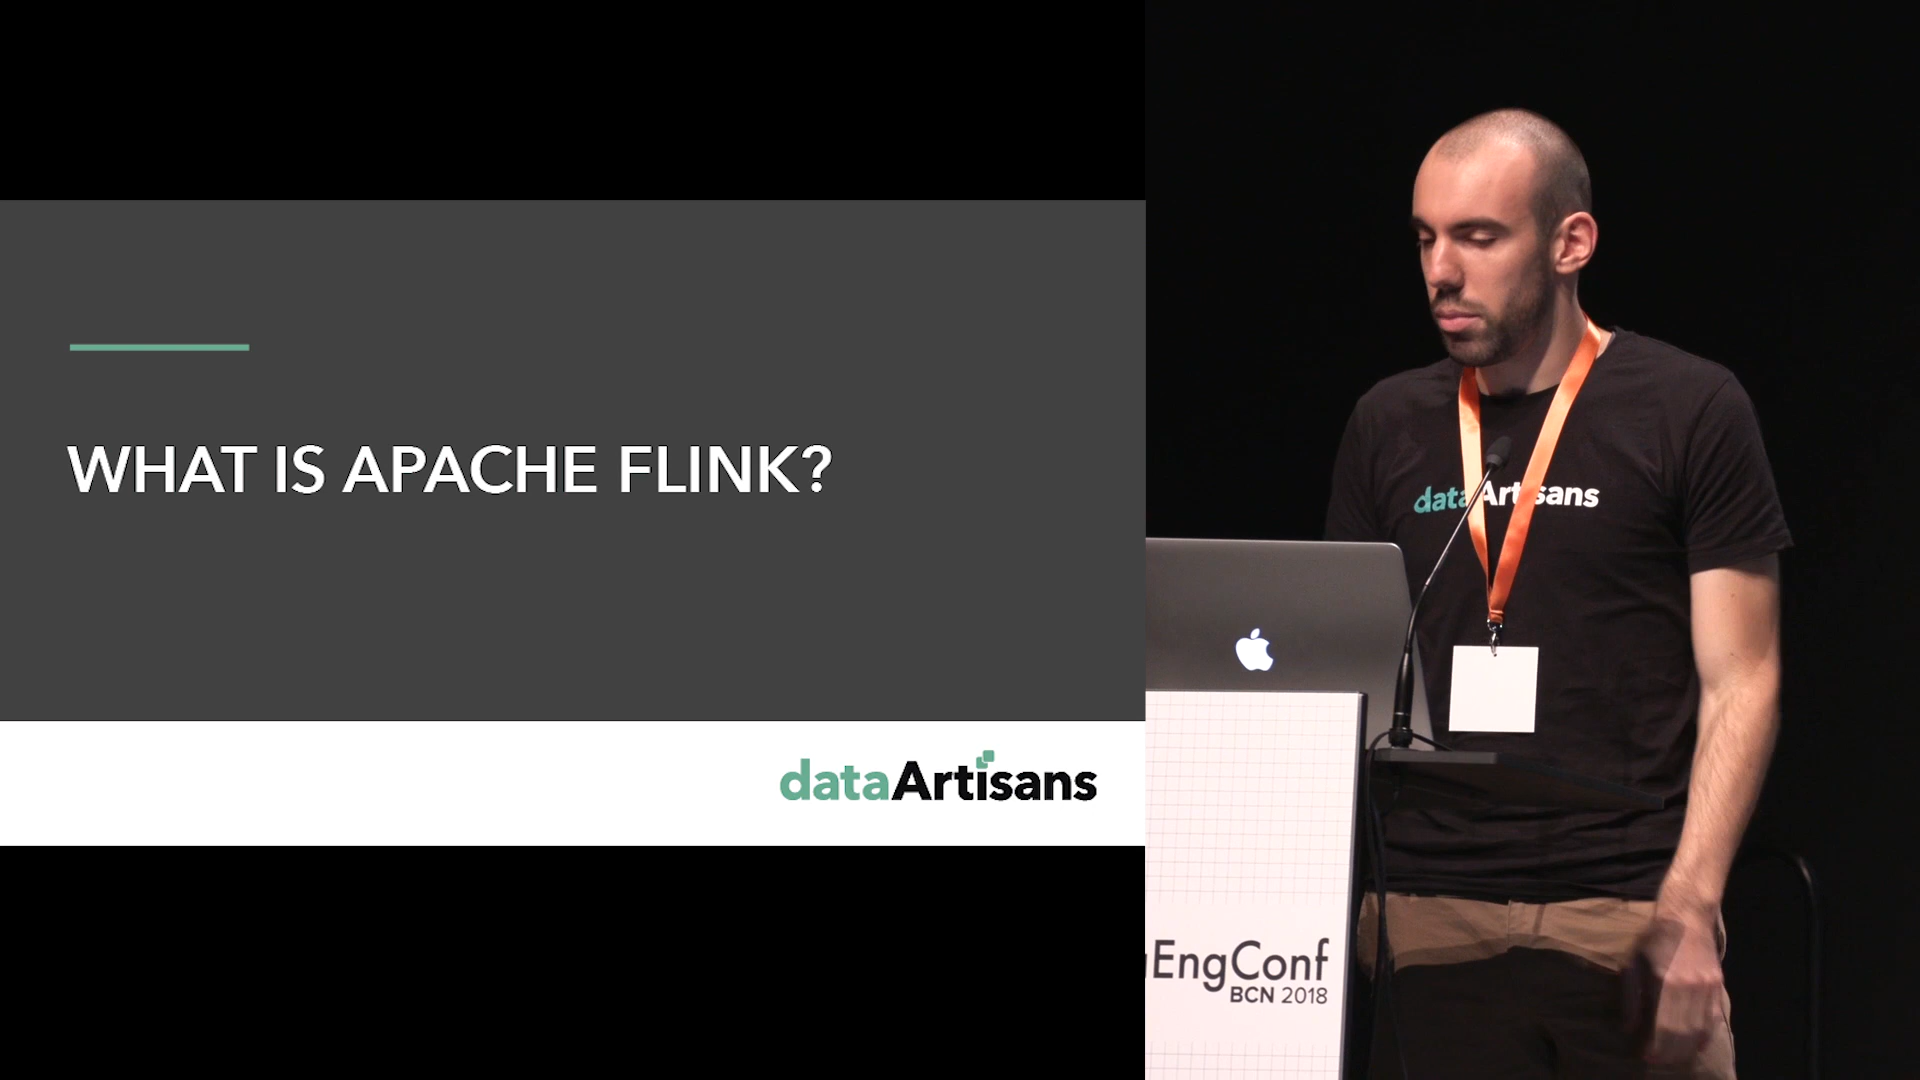 WHAT IS APACHE FLINK?
dataArtisans
dataArtisans
EngConf
BCN 2018